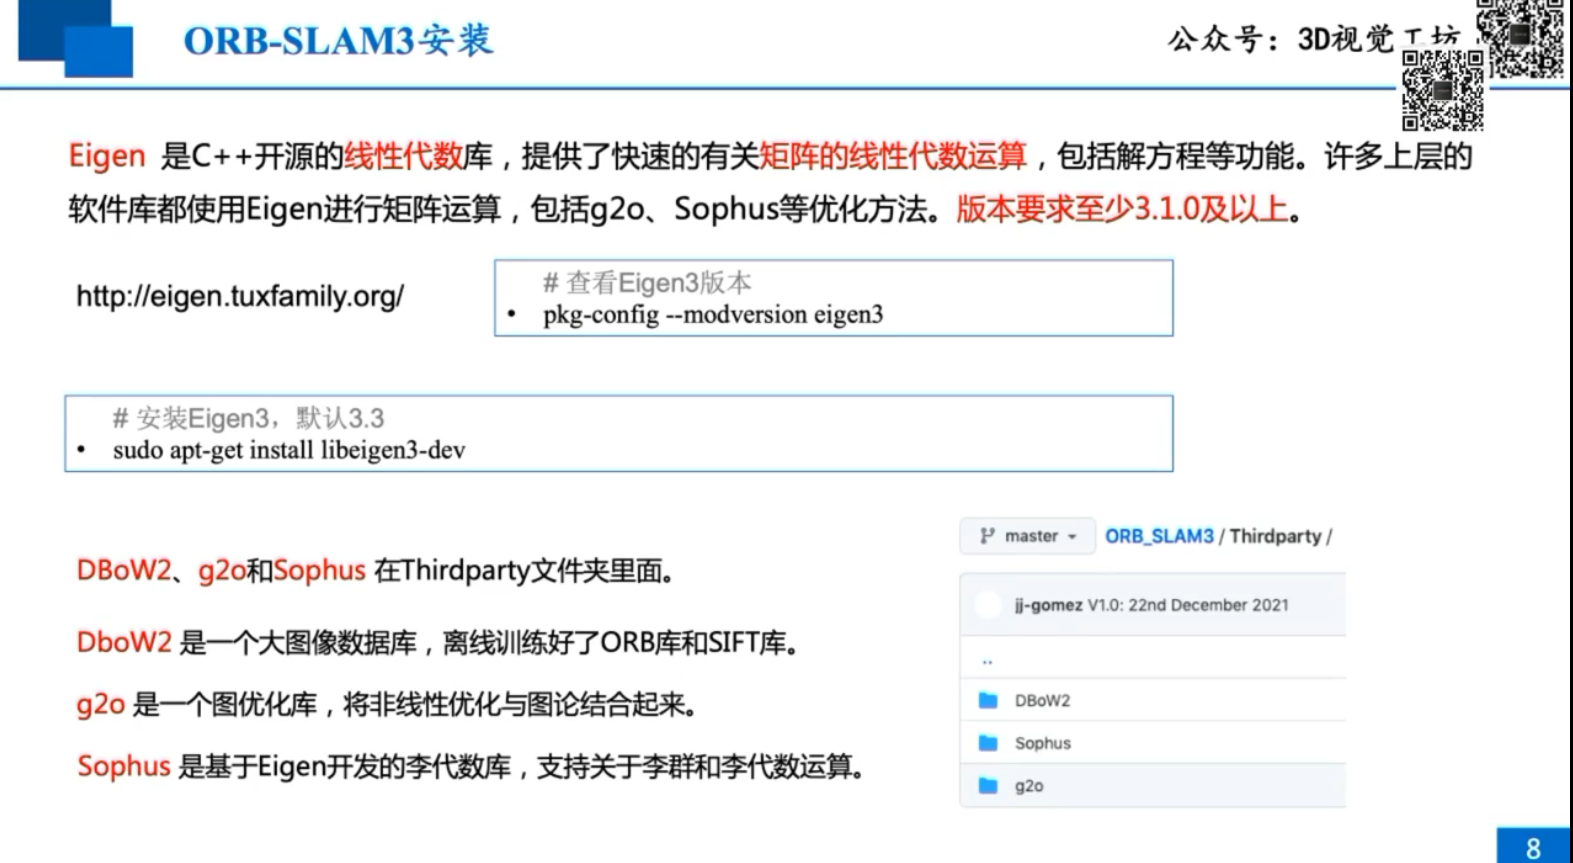 ORB-SLAM3安装
公众号：3D视觉工坊
Eigen 是C++开源的线性代数库，提供了快速的有关矩阵的线性代数运算，包括解方程等功能。许多上层的
软件库都使用Eigen进行矩阵运算，包括g2o、Sophus等优化方法。版本要求至少3.1.0及以上。
http://eigen.tuxfamily.org/
# 查看Eigen3版本
• pkg-config --modversion eigen3
# 安装Eigen3，默认3.3
• sudo apt-get install libeigen3-dev
DBoW2、g2o和Sophus 在Thirdparty文件夹里面。
DboW2 是一个大图像数据库，离线训练好了ORB库和SIFT库。
g2o 是一个图优化库，将非线性优化与图论结合起来。
Sophus 是基于Eigen开发的李代数库，支持关于李群和李代数运算。
master ORB_SLAM3 / Thirdparty /
jj-gomez V1.0: 22nd December 2021
..
DBoW2
Sophus
g2o
8